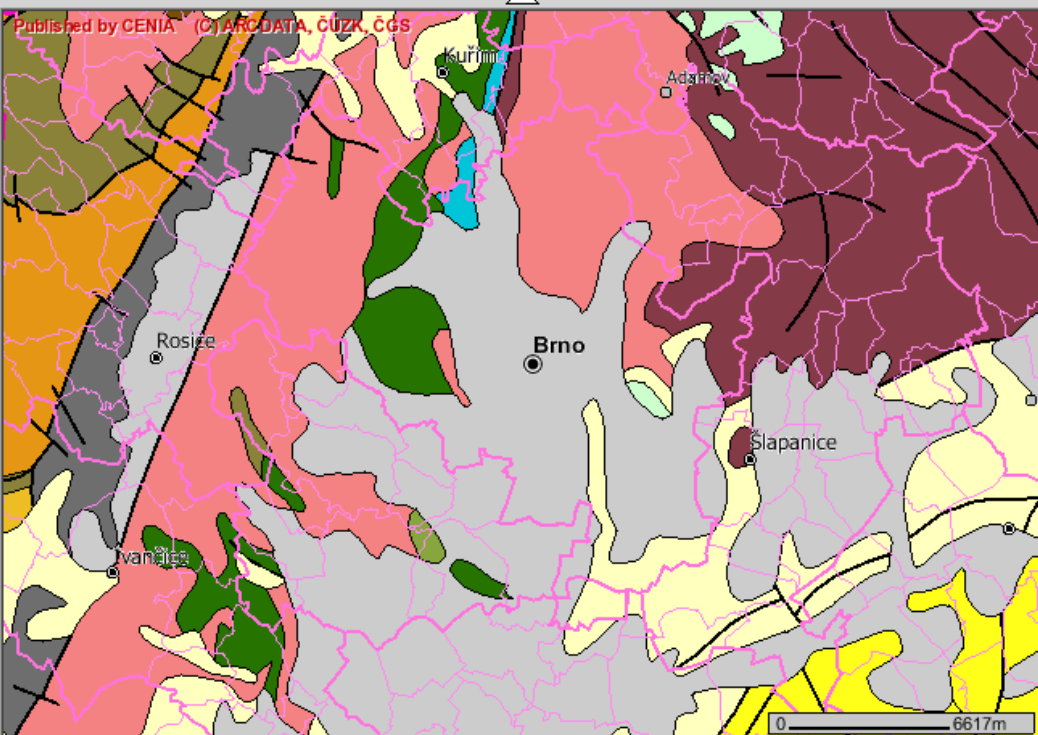 Published by CENIA (C) ARCDATA, ČÚZK, ČGS
Kuřim
Adamov
Rosice
Brno
Šlapanice
Ivančice
0 6617m